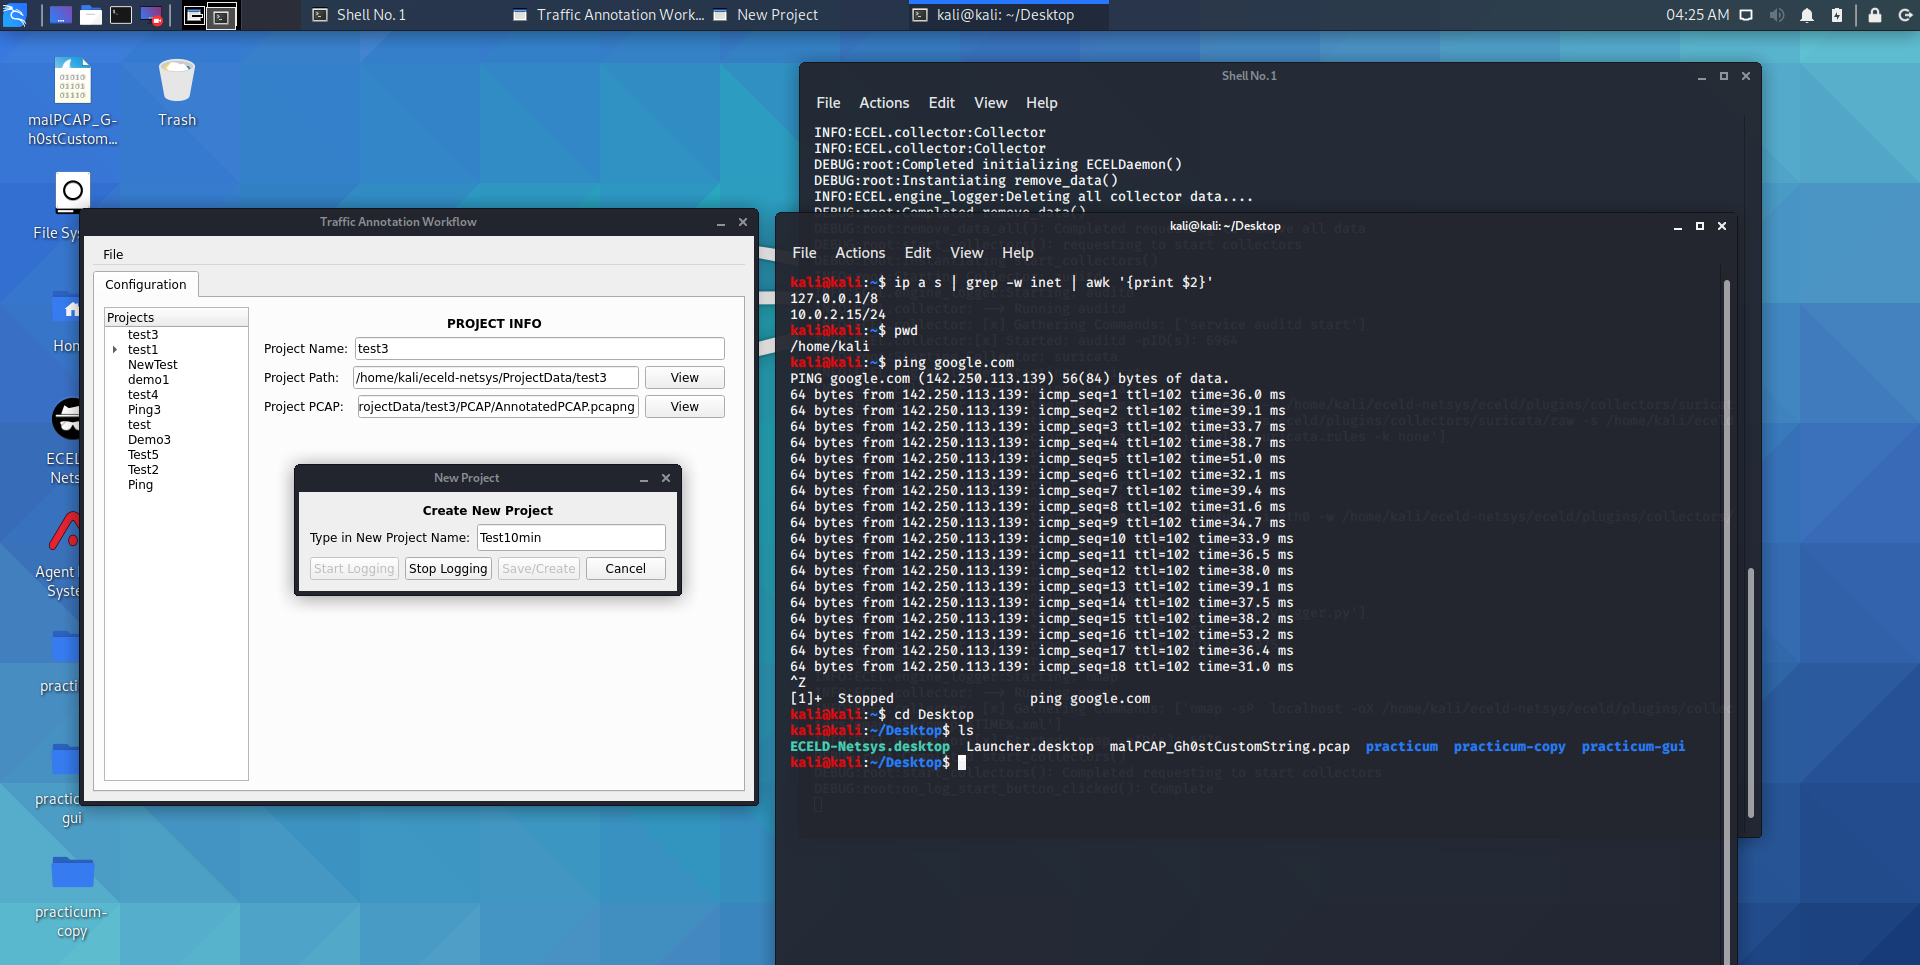 Shell No. 1
Traffic Annotation Work...
New Project
kali@kali: ~/Desktop
04:25 AM
malPCAP_G-
h0stCustom...
Trash
File Sy
Hon
ECEL
Nets
Agent
Syste
practi
practic
gui
practicum-
copy
Traffic Annotation Workflow
File
Configuration
Projects
test3
test1
NewTest
demo1
test4
Ping3
test
Demo3
Test5
Test2
Ping
PROJECT INFO
Project Name: test3
Project Path: /home/kali/eceld-netsys/ProjectData/test3 View
Project PCAP: rojectData/test3/PCAP/AnnotatedPCAP.pcapng View
New Project
Create New Project
Type in New Project Name: Test10min
Start Logging Stop Logging Save/Create Cancel
Shell No. 1
File Actions Edit View Help
INFO:ECEL.collector:Collector
INFO:ECEL.collector:Collector
DEBUG:root:Completed initializing ECELDaemon()
DEBUG:root:Instantiating remove_data()
INFO:ECEL.engine_logger:Deleting all collector data....
kali@kali: ~/Desktop
File Actions Edit View Help
kali@kali:~$ ip a s | grep -w inet | awk '{print $2}'
127.0.0.1/8
10.0.2.15/24
kali@kali:~$ pwd
/home/kali
kali@kali:~$ ping google.com
PING google.com (142.250.113.139) 56(84) bytes of data.
64 bytes from 142.250.113.139: icmp_seq=1 ttl=102 time=36.0 ms
64 bytes from 142.250.113.139: icmp_seq=2 ttl=102 time=39.1 ms
64 bytes from 142.250.113.139: icmp_seq=3 ttl=102 time=33.7 ms
64 bytes from 142.250.113.139: icmp_seq=4 ttl=102 time=38.7 ms
64 bytes from 142.250.113.139: icmp_seq=5 ttl=102 time=51.0 ms
64 bytes from 142.250.113.139: icmp_seq=6 ttl=102 time=32.1 ms
64 bytes from 142.250.113.139: icmp_seq=7 ttl=102 time=39.4 ms
64 bytes from 142.250.113.139: icmp_seq=8 ttl=102 time=31.6 ms
64 bytes from 142.250.113.139: icmp_seq=9 ttl=102 time=34.7 ms
64 bytes from 142.250.113.139: icmp_seq=10 ttl=102 time=33.9 ms
64 bytes from 142.250.113.139: icmp_seq=11 ttl=102 time=36.5 ms
64 bytes from 142.250.113.139: icmp_seq=12 ttl=102 time=38.0 ms
64 bytes from 142.250.113.139: icmp_seq=13 ttl=102 time=39.1 ms
64 bytes from 142.250.113.139: icmp_seq=14 ttl=102 time=37.5 ms
64 bytes from 142.250.113.139: icmp_seq=15 ttl=102 time=38.2 ms
64 bytes from 142.250.113.139: icmp_seq=16 ttl=102 time=53.2 ms
64 bytes from 142.250.113.139: icmp_seq=17 ttl=102 time=36.4 ms
64 bytes from 142.250.113.139: icmp_seq=18 ttl=102 time=31.0 ms
^Z
[1]+ Stopped ping google.com
kali@kali:~$ cd Desktop
kali@kali:~/Desktop$ ls
ECELD-Netsys.desktop Launcher.desktop malPCAP_Gh0stCustomString.pcap practicum practicum-copy practicum-gui
kali@kali:~/Desktop$
DEBUG:root:on_log_start_button_clicked(): Complete